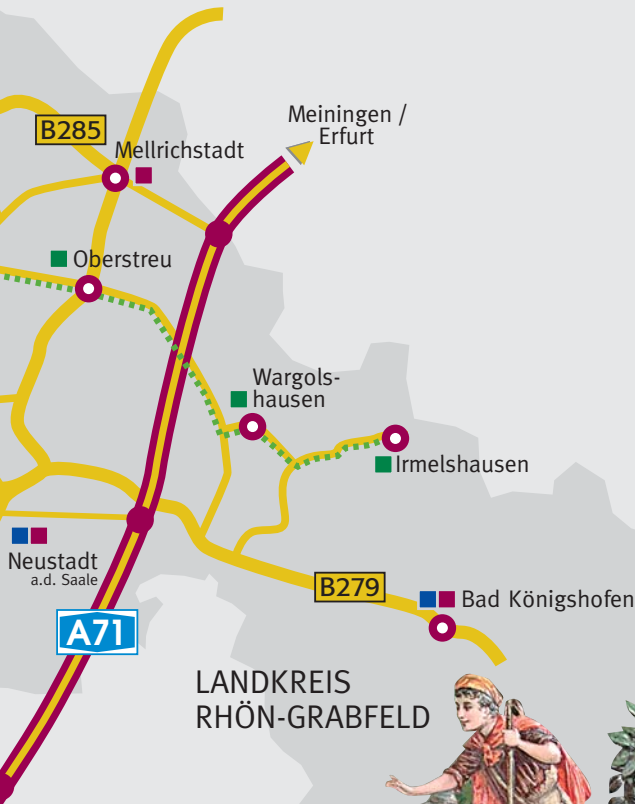 Meiningen /
Erfurt
B285
Mellrichstadt
Oberstreu
Wargols-
hausen
Irmelshausen
Neustadt
a.d. Saale
B279
Bad Königshofen
A71
LANDKREIS
RHÖN-GRABFELD